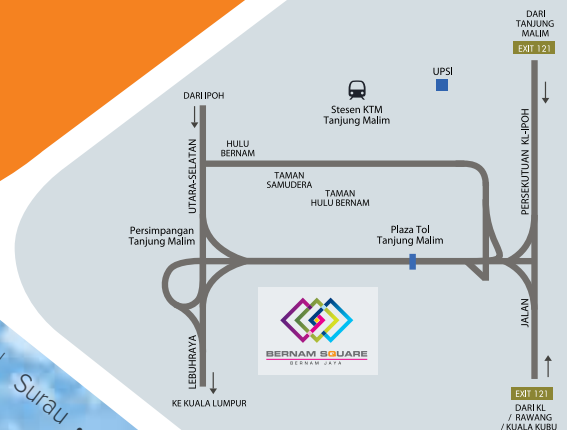 DARI
TANJUNG
MALIM
EXIT 121
UPSI
Stesen KTM
Tanjung Malim
DARI IPOH
HULU
BERNAM
TAMAN
SAMUDERA
TAMAN
HULU BERNAM
UTARA-SELATAN
PERSEKUTUAN KL-IPOH
Persimpangan
Tanjung Malim
Plaza Tol
Tanjung Malim
BERNAM SQUARE
BERNAM JAYA
LEBUHRAYA
JALAN
KE KUALA LUMPUR
EXIT 121
DARI KL
/ RAWANG
/ KUALA KUBU
Surau